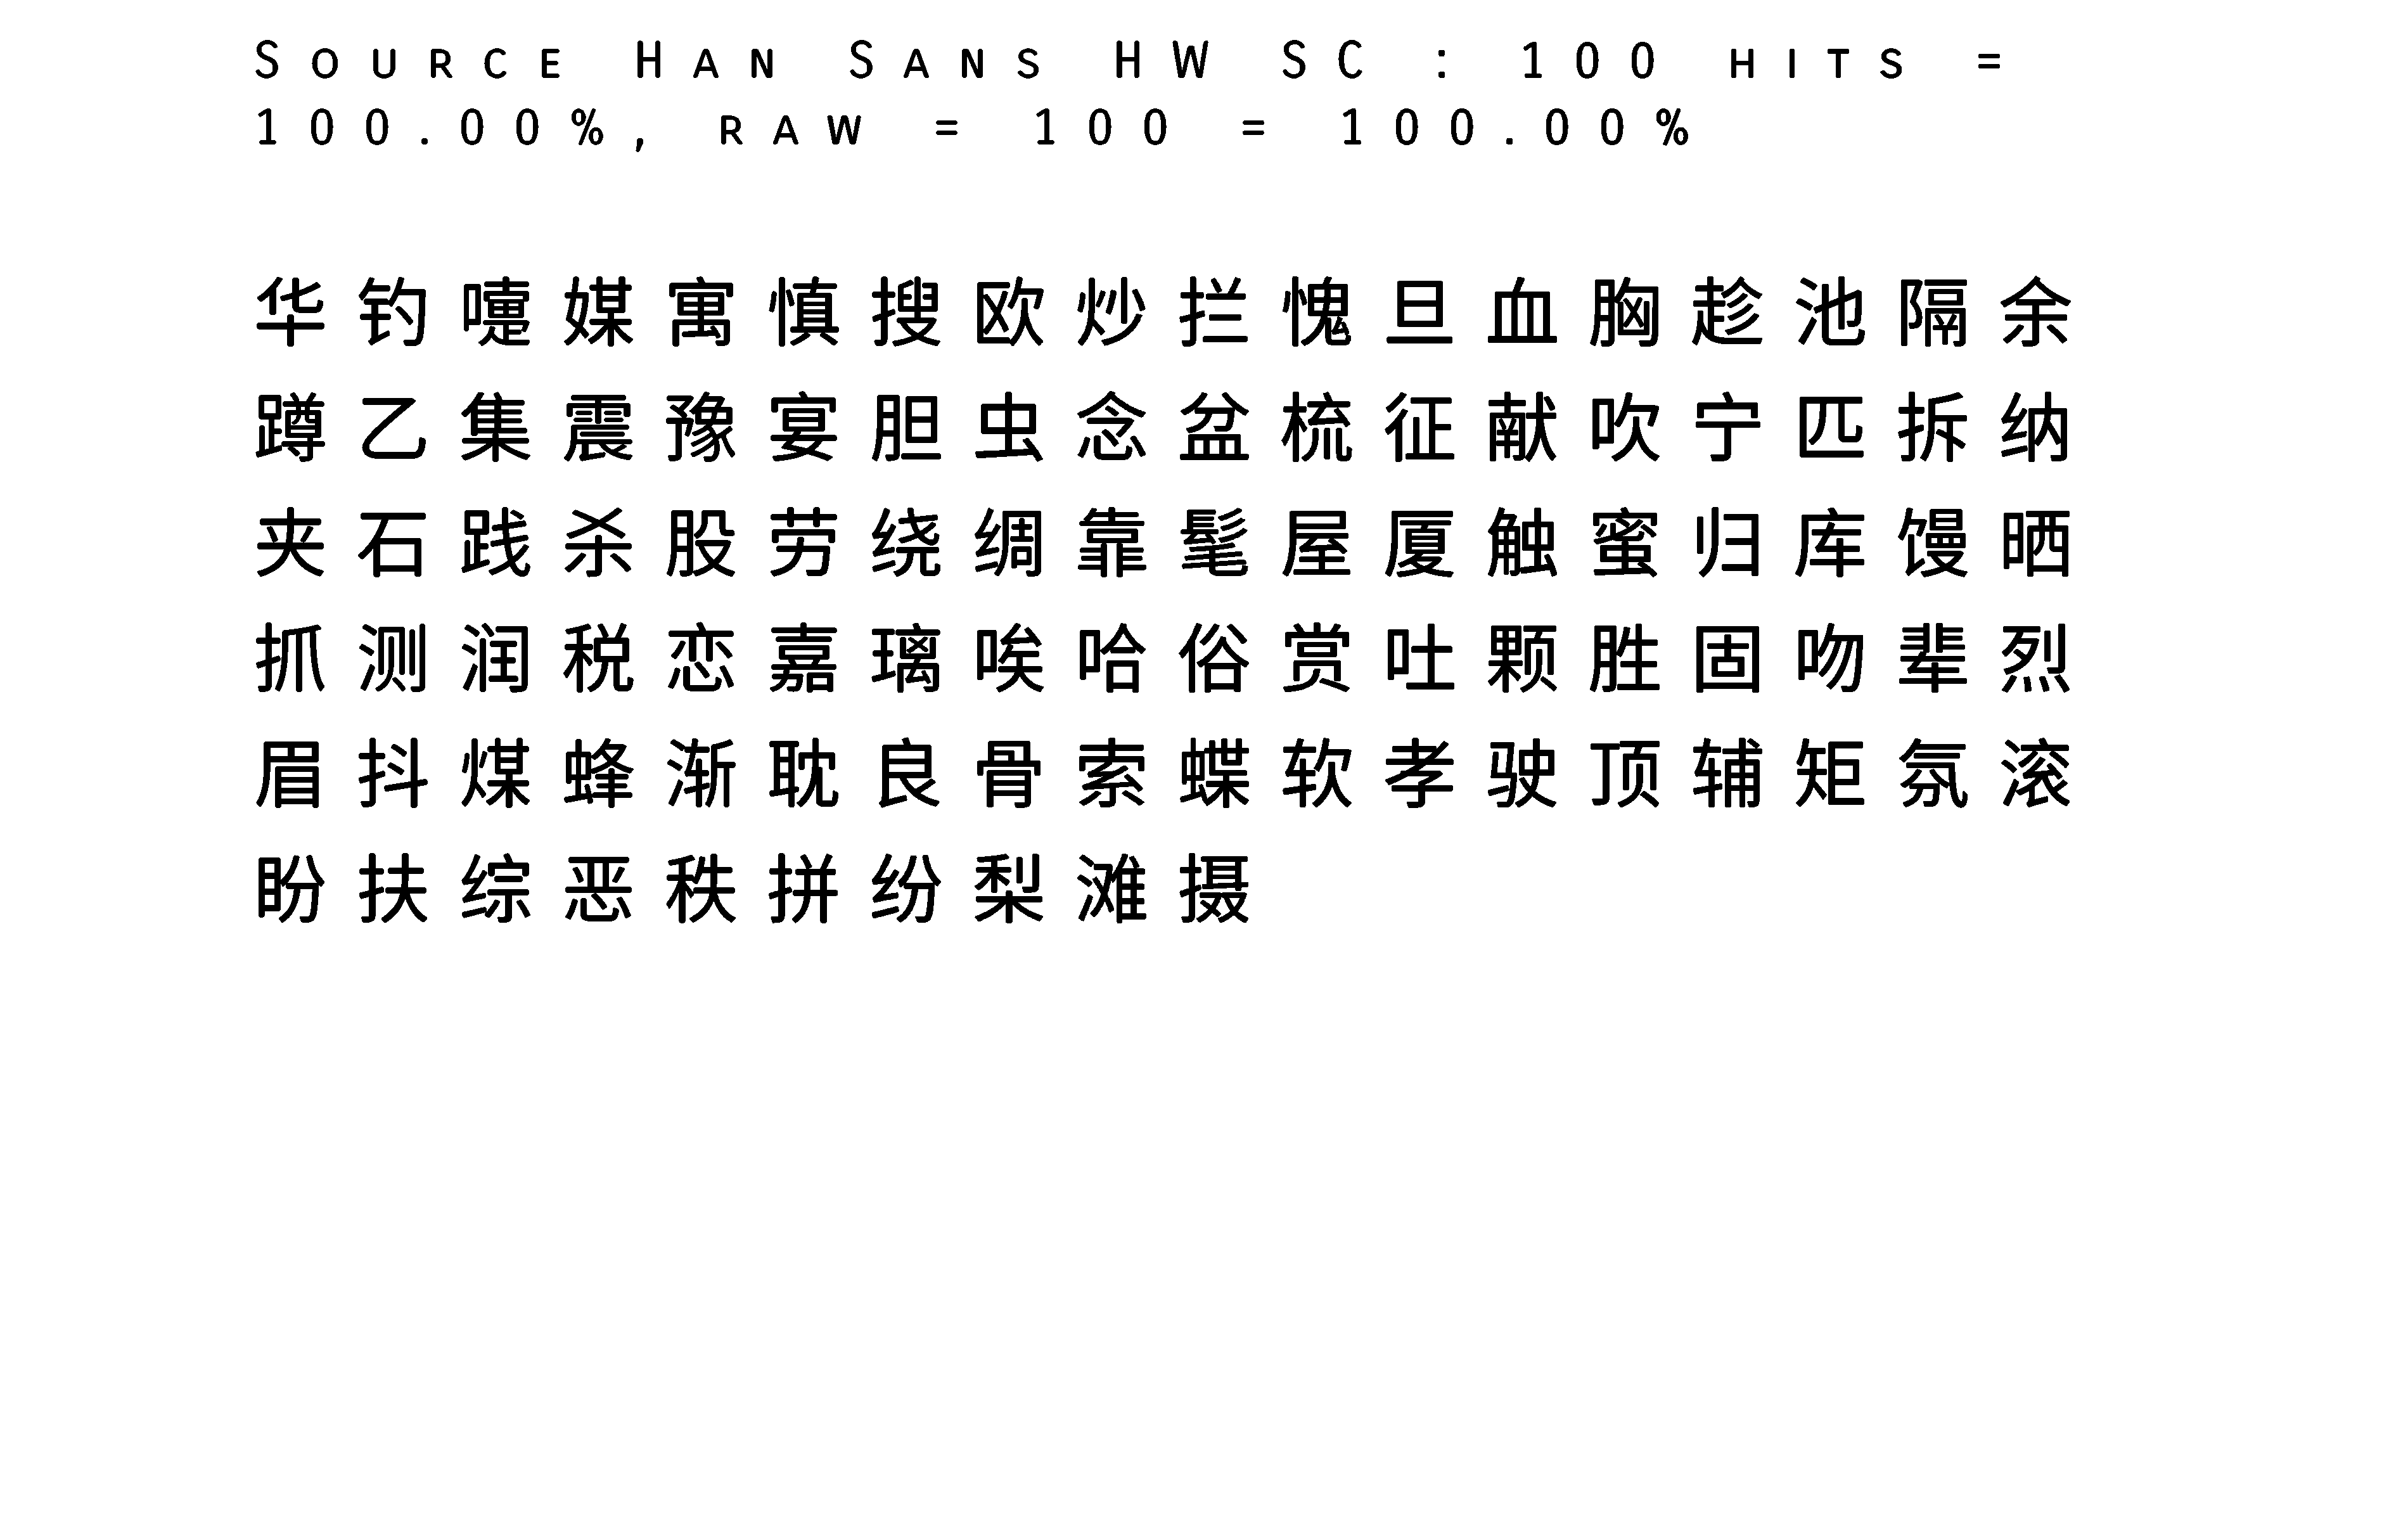 Source Han Sans HW SC : 100 hits =
100.00%, raw = 100 = 100.00%
华钓嚏媒寓慎搜欧炒拦愧旦血胸趁池隔余
蹲乙集震豫宴胆虫念盆梳征献吹宁匹拆纳
夹石践杀股劳绕绸靠髦屋厦触蜜归库馒晒
抓测润税恋嘉璃唉哈俗赏吐颗胜固吻辈烈
眉抖煤蜂渐耽良骨索蝶软孝驶顶辅矩氛滚
盼扶综恶秩拼纷梨滩摄